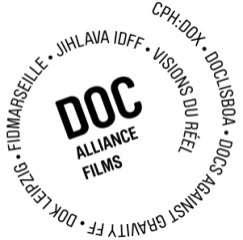 DOC
ALLIANCE
FILMS
CPH:DOX • DOCLISBOA • DOCS AGAINST GRAVITY FF • DOK LEIPZIG • FIDMARSEILLE • JIHLAVA IDFF • VISIONS DU RÉEL